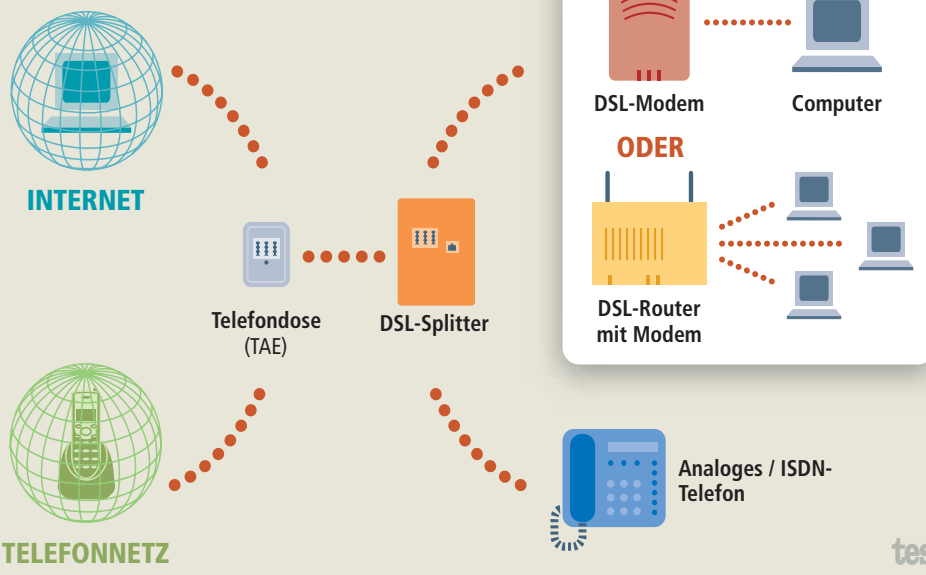 DSL-Modem
Computer
ODER
INTERNET
DSL-Router
mit Modem
Telefondose
(TAE)
DSL-Splitter
Analoges / ISDN-
Telefon
TELEFONNETZ